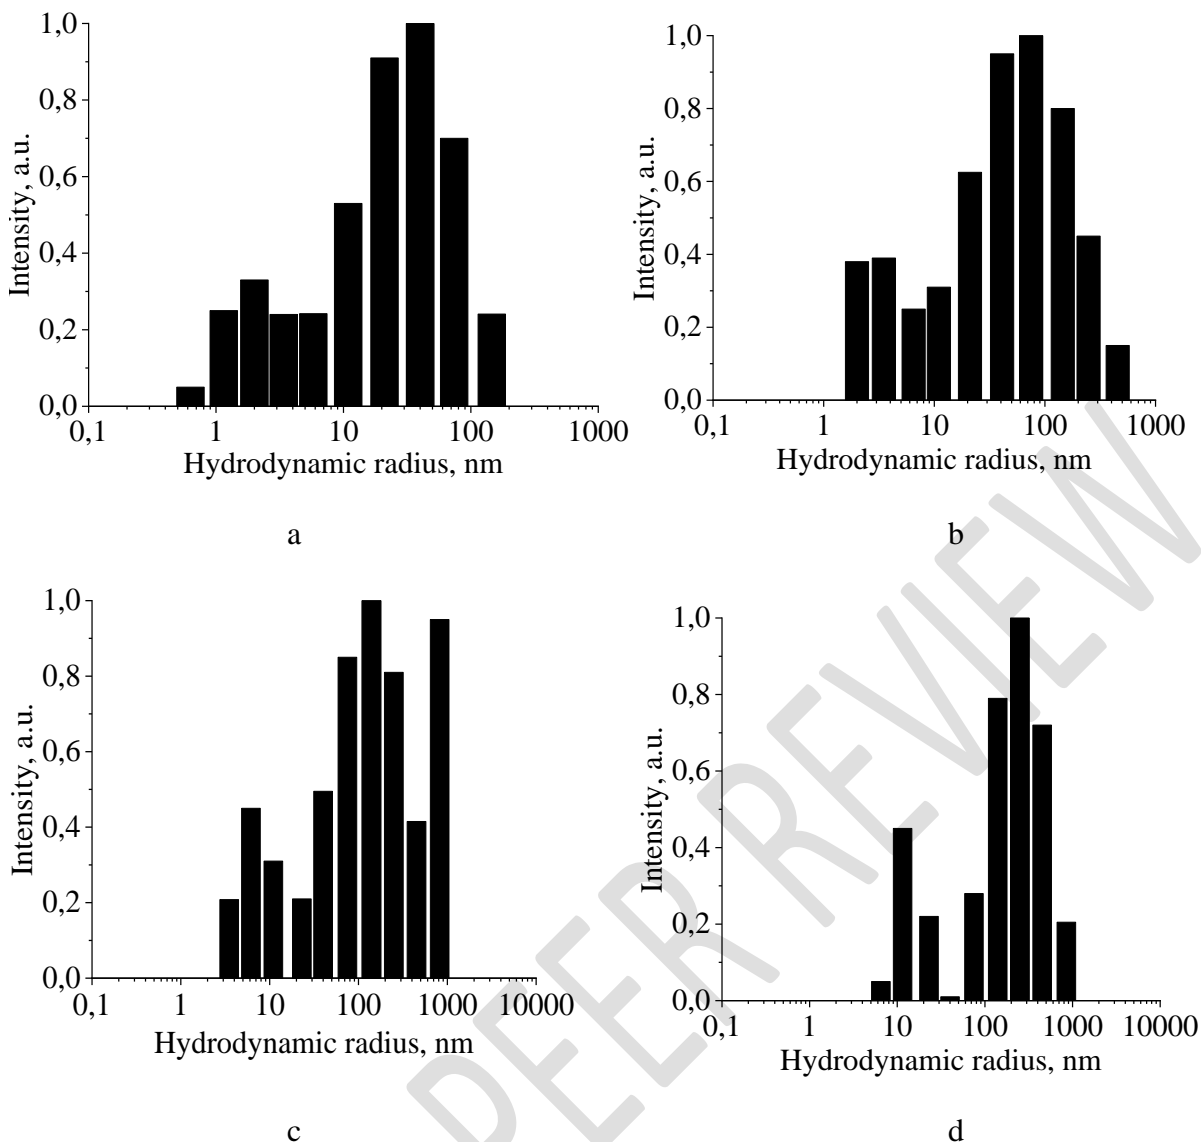 1,0
0,8
0,6
0,4
0,2
0,0
Intensity, a.u.
0,1 1 10 100 1000
Hydrodynamic radius, nm
a
1,0
0,8
0,6
0,4
0,2
0,0
Intensity, a.u.
0,1 1 10 100 1000
Hydrodynamic radius, nm
b
1,0
0,8
0,6
0,4
0,2
0,0
Intensity, a.u.
0,1 1 10 100 1000 10000
Hydrodynamic radius, nm
c
1,0
0,8
0,6
0,4
0,2
0,0
Intensity, a.u.
0,1 1 10 100 1000 10000
Hydrodynamic radius, nm
d
PEER REVIEW